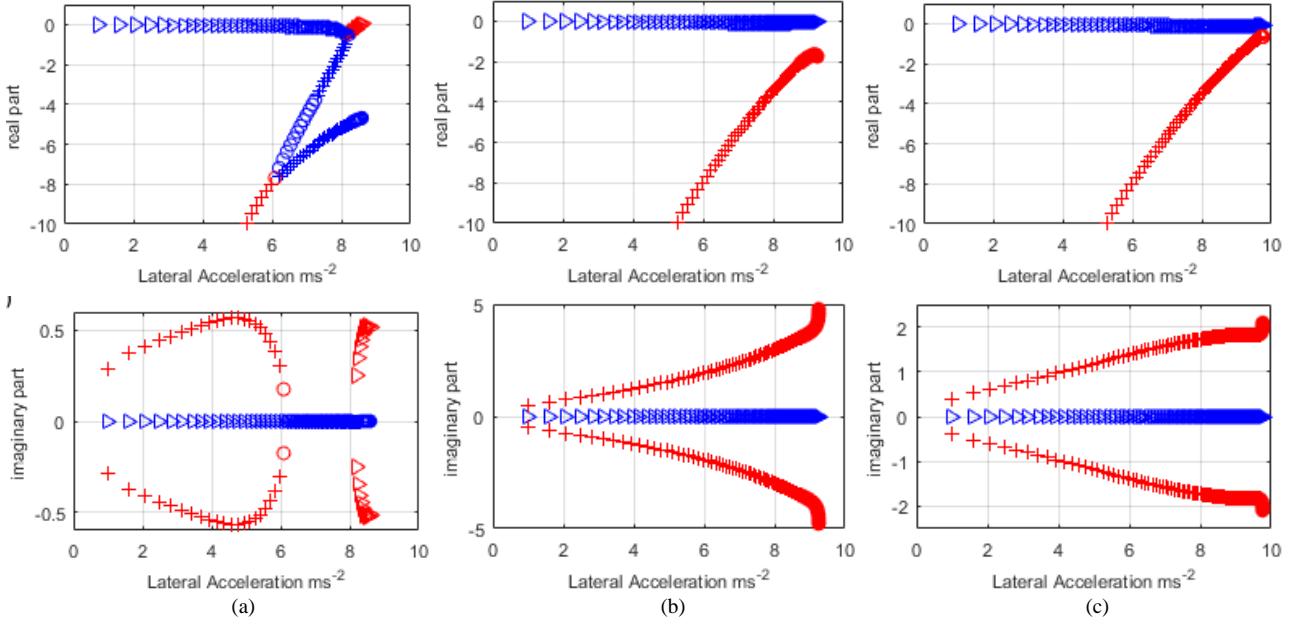 0
-2
-4
-6
-8
-10
real part
0 2 4 6 8 10
Lateral Acceleration ms-2
0
-2
-4
-6
-8
-10
real part
0 2 4 6 8 10
Lateral Acceleration ms-2
0
-2
-4
-6
-8
-10
real part
0 2 4 6 8 10
Lateral Acceleration ms-2
)
0.5
0
-0.5
imaginary part
0 2 4 6 8 10
Lateral Acceleration ms-2
(a)
5
0
-5
imaginary part
0 2 4 6 8 10
Lateral Acceleration ms-2
(b)
2
1
0
-1
-2
imaginary part
0 2 4 6 8 10
Lateral Acceleration ms-2
(c)